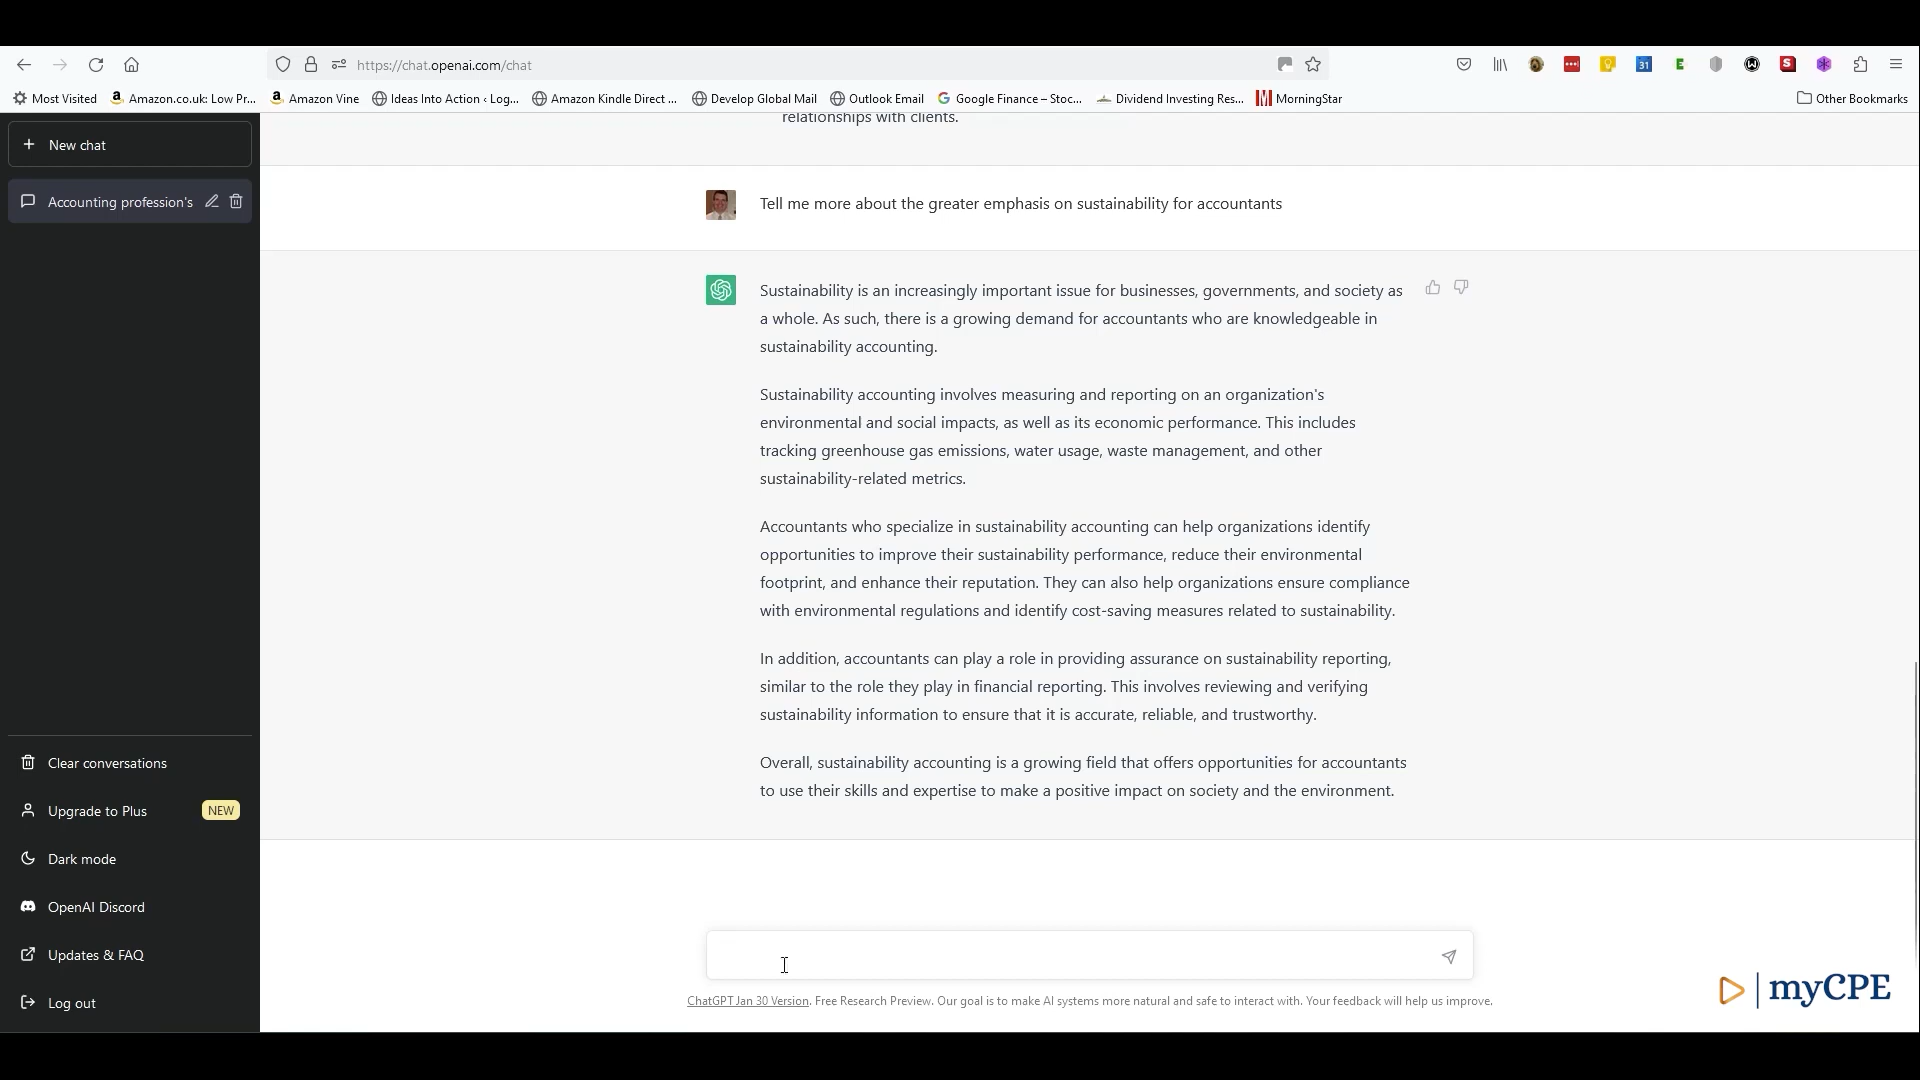 https://chat.openai.com/chat
31
E
S
Most Visited
Amazon.co.uk: Low Pr...
Amazon Vine
Ideas Into Action ‹ Log...
Amazon Kindle Direct ...
Develop Global Mail
Outlook Email
Google Finance – Stoc...
Dividend Investing Res...
MorningStar
Other Bookmarks
New chat
Accounting profession's
relationships with clients.
Tell me more about the greater emphasis on sustainability for accountants
Sustainability is an increasingly important issue for businesses, governments, and society as
a whole. As such, there is a growing demand for accountants who are knowledgeable in
sustainability accounting.
Sustainability accounting involves measuring and reporting on an organization's
environmental and social impacts, as well as its economic performance. This includes
tracking greenhouse gas emissions, water usage, waste management, and other
sustainability-related metrics.
Accountants who specialize in sustainability accounting can help organizations identify
opportunities to improve their sustainability performance, reduce their environmental
footprint, and enhance their reputation. They can also help organizations ensure compliance
with environmental regulations and identify cost-saving measures related to sustainability.
In addition, accountants can play a role in providing assurance on sustainability reporting,
similar to the role they play in financial reporting. This involves reviewing and verifying
sustainability information to ensure that it is accurate, reliable, and trustworthy.
Overall, sustainability accounting is a growing field that offers opportunities for accountants
to use their skills and expertise to make a positive impact on society and the environment.
Clear conversations
Upgrade to Plus NEW
Dark mode
OpenAI Discord
Updates & FAQ
Log out
ChatGPT Jan 30 Version. Free Research Preview. Our goal is to make AI systems more natural and safe to interact with. Your feedback will help us improve.
myCPE